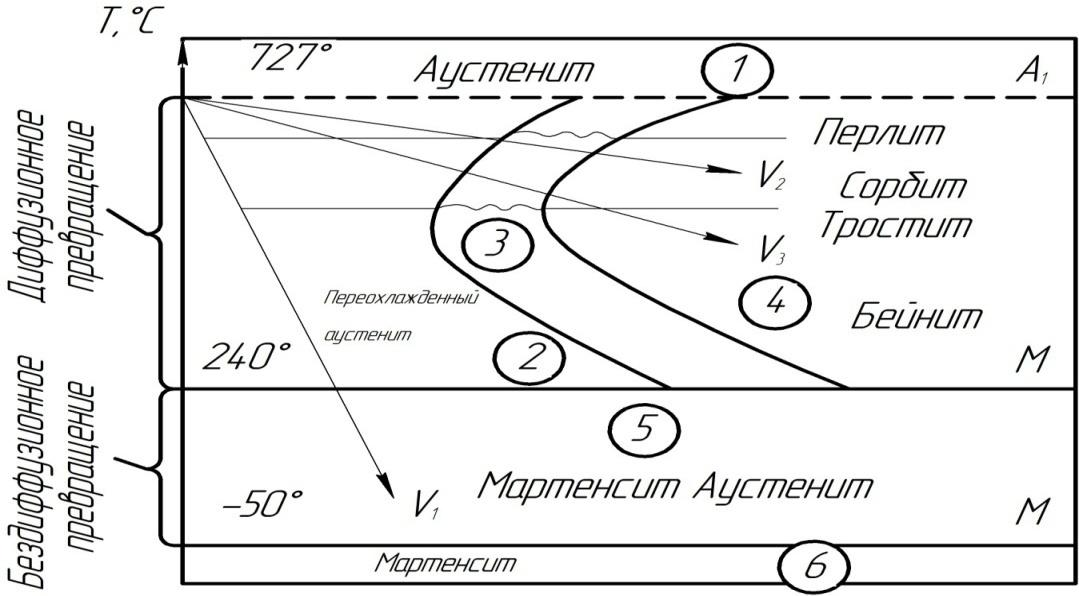 T,°C
727°
Аустенит
1
A₁
Диффузионное
превращение
Перлит
V₂
Сорбит
Тростит
3
V₃
4
Переохлажденный
аустенит
Бейнит
2
240°
М
Бездиффузионное
превращение
5
Мартенсит Аустенит
–50°
V₁
М
Мартенсит
6